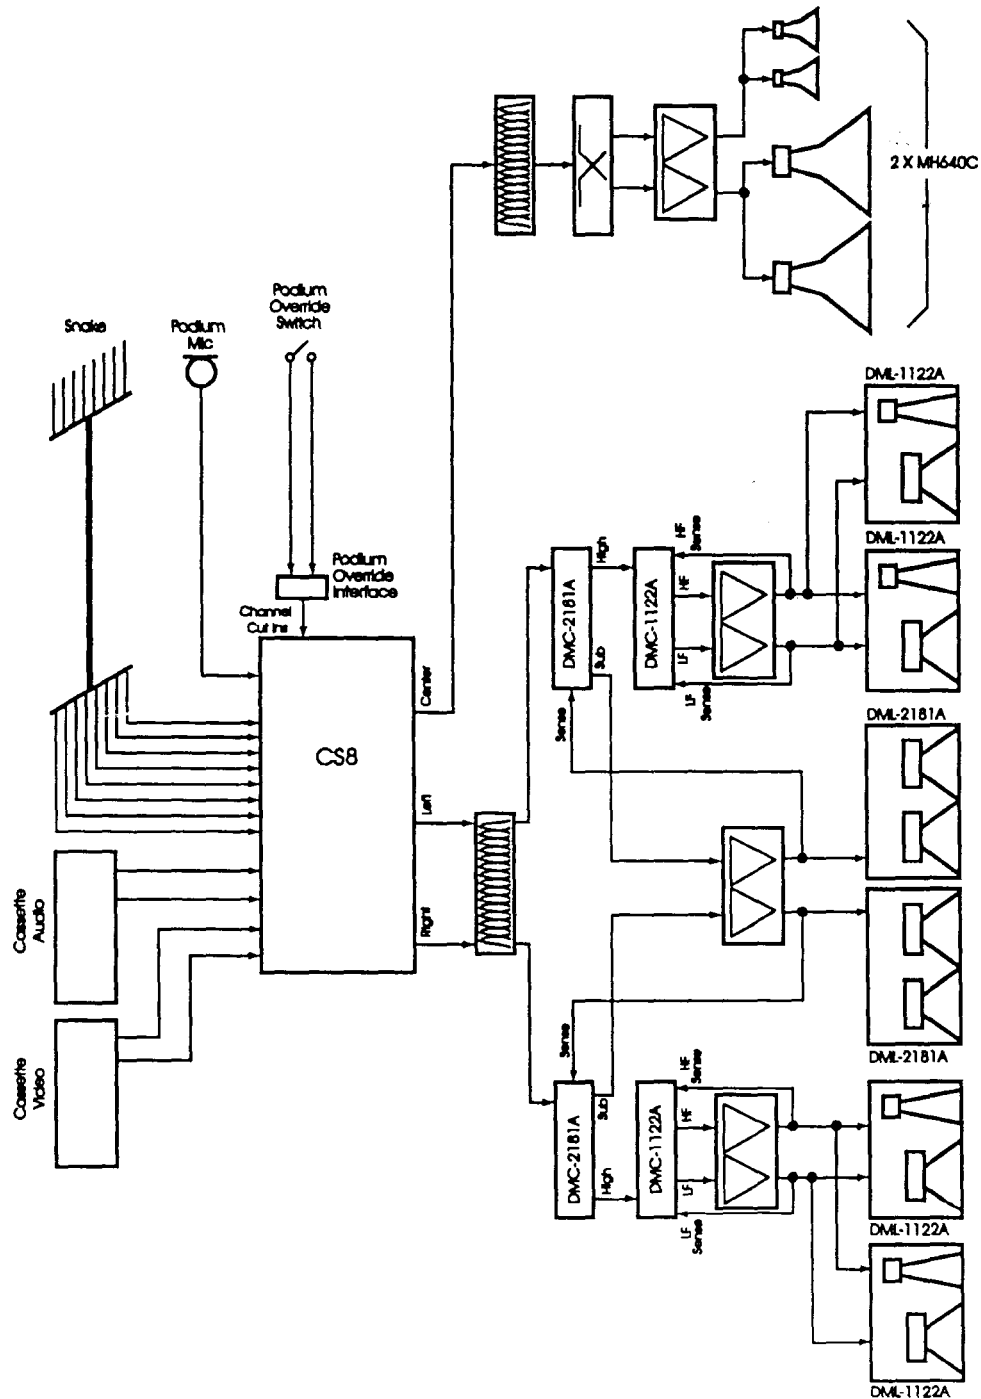 2 X MH640C
Snake
Podium
Mic
Podium
Override
Switch
Podium
Override
Interface
Channel
Cut Ins
CS8
Center
Left
Right
Cassette
Audio
Cassette
Video
DMC-2181A
High
Sub
Sense
DMC-1122A
HF
Sense
HF
LF
LF
Sense
DML-1122A
DML-1122A
DML-2181A
DML-2181A
Sense
DMC-2181A
Sub
High
DMC-1122A
HF
Sense
HF
LF
LF
Sense
DML-1122A
DML-1122A